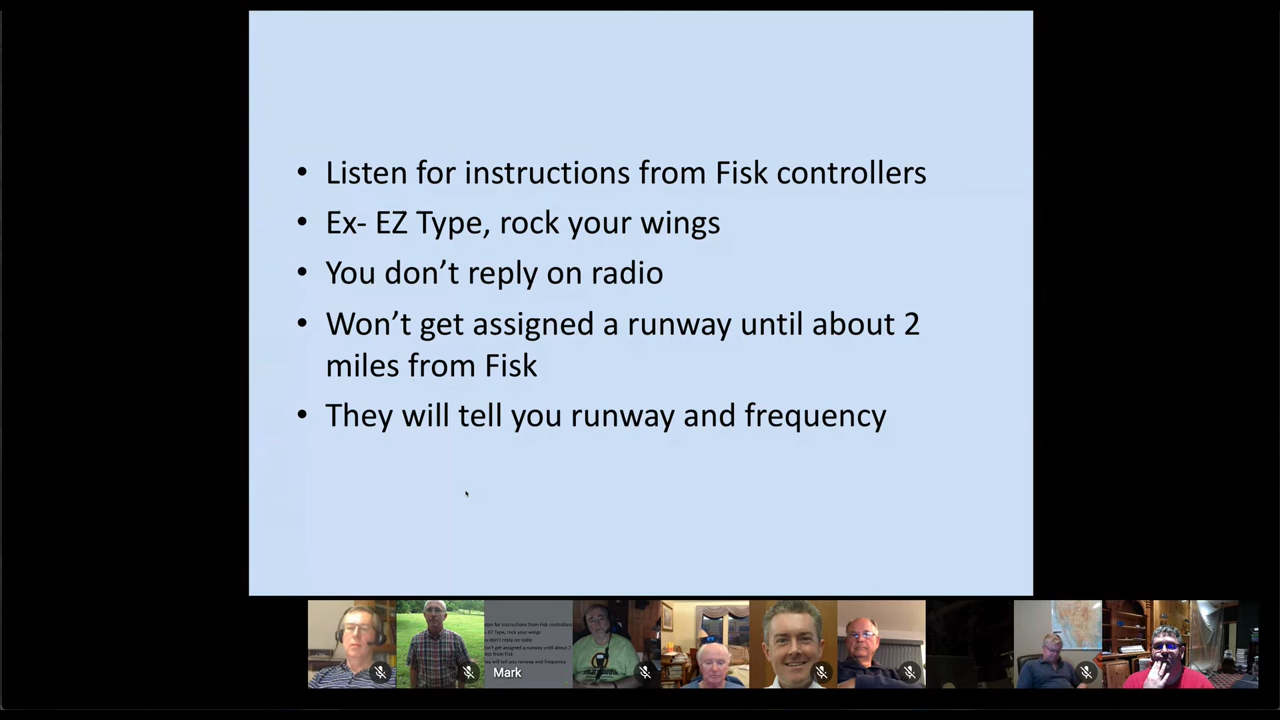 • Listen for instructions from Fisk controllers
• Ex- EZ Type, rock your wings
• You don’t reply on radio
• Won’t get assigned a runway until about 2
miles from Fisk
• They will tell you runway and frequency
Mark